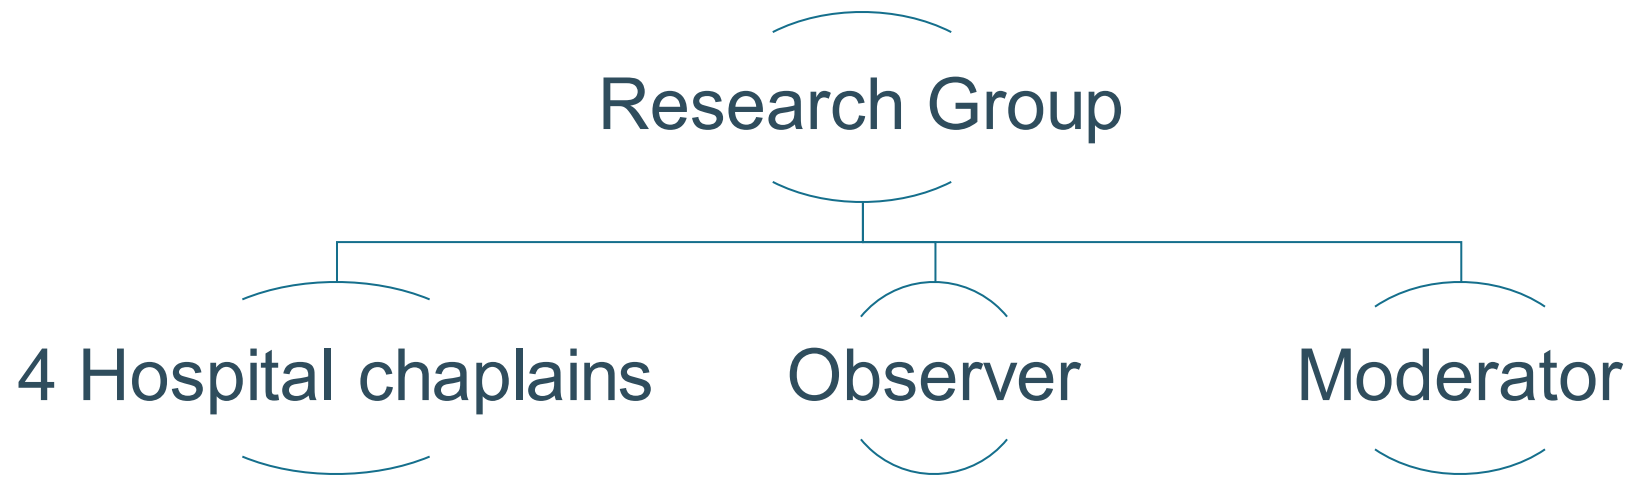 Research Group
4 Hospital chaplains
Observer
Moderator